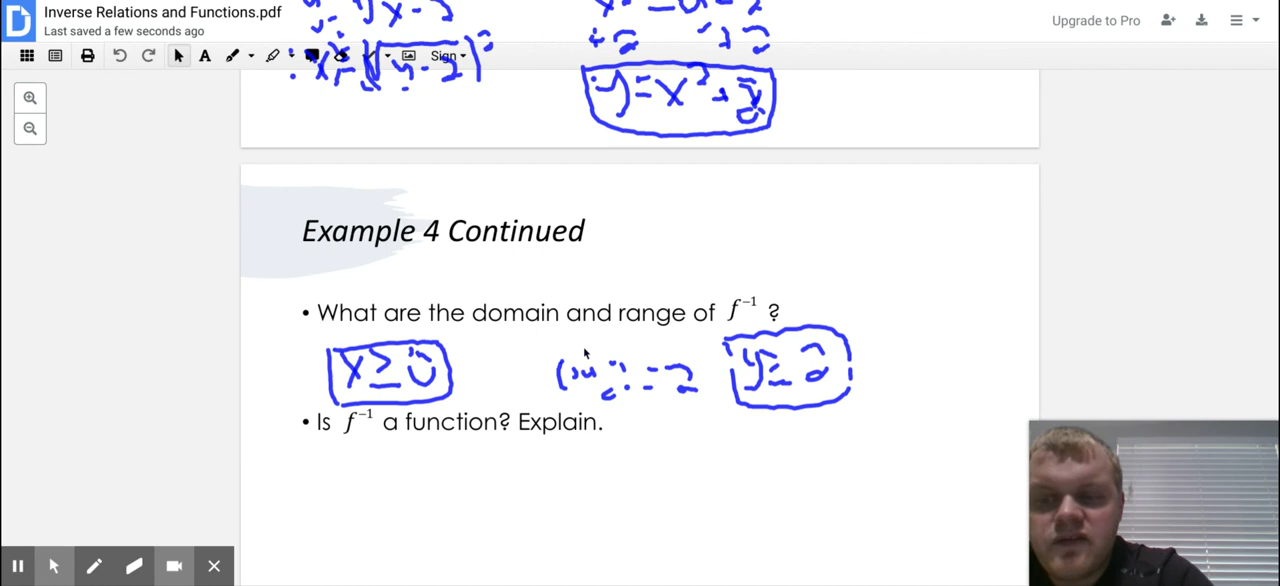 Inverse Relations and Functions.pdf
Last saved a few seconds ago
Upgrade to Pro
Sign
y = x² + 2
Example 4 Continued
• What are the domain and range of f⁻¹ ?
x ≥ 0 y ≥ 2
• Is f⁻¹ a function? Explain.